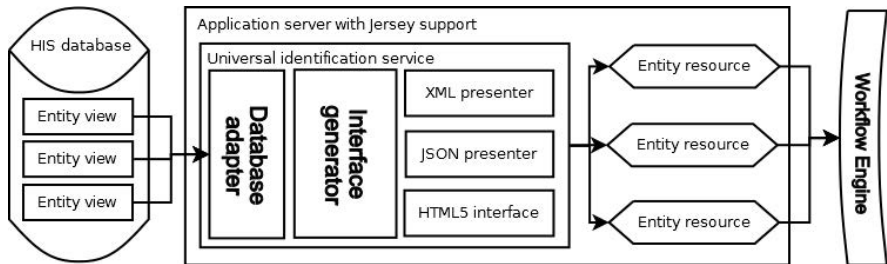 HIS database
Entity view
Entity view
Entity view
Application server with Jersey support
Universal identification service
Database
adapter
Interface
generator
XML presenter
JSON presenter
HTML5 interface
Entity resource
Entity resource
Entity resource
Workflow Engine